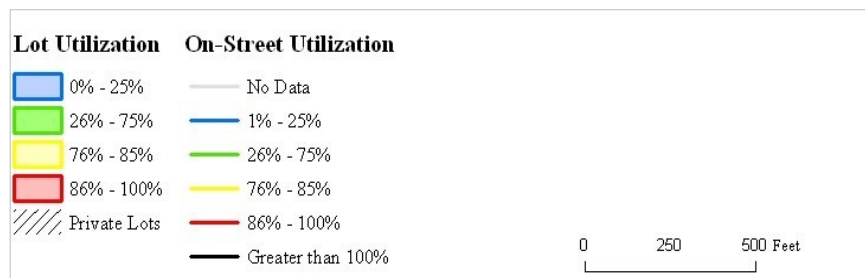 Lot Utilization
0% - 25%
26% - 75%
76% - 85%
86% - 100%
Private Lots
On-Street Utilization
No Data
1% - 25%
26% - 75%
76% - 85%
86% - 100%
Greater than 100%
0 250 500 Feet